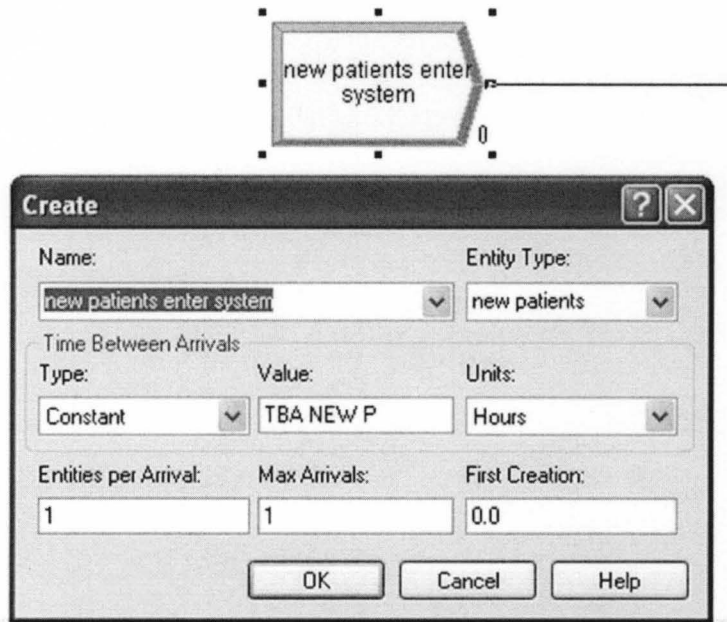 new patients enter
system
0
Create
Name:
Entity Type:
new patients enter system
new patients
Time Between Arrivals
Type:
Value:
Units:
Constant
TBA NEW P
Hours
Entities per Arrival:
Max Arrivals:
First Creation:
1
1
0.0
OK
Cancel
Help